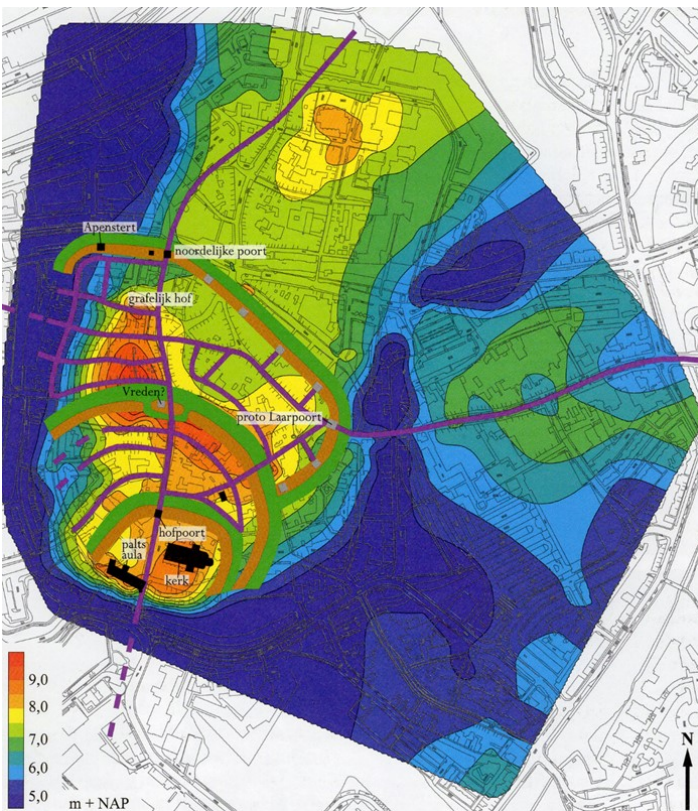 Apenstert
noordelijke poort
grafelijk hof
Vreden?
proto Laarpoort
hofpoort
palts
aula
kerk
9,0
8,0
7,0
6,0
5,0
m + NAP
N